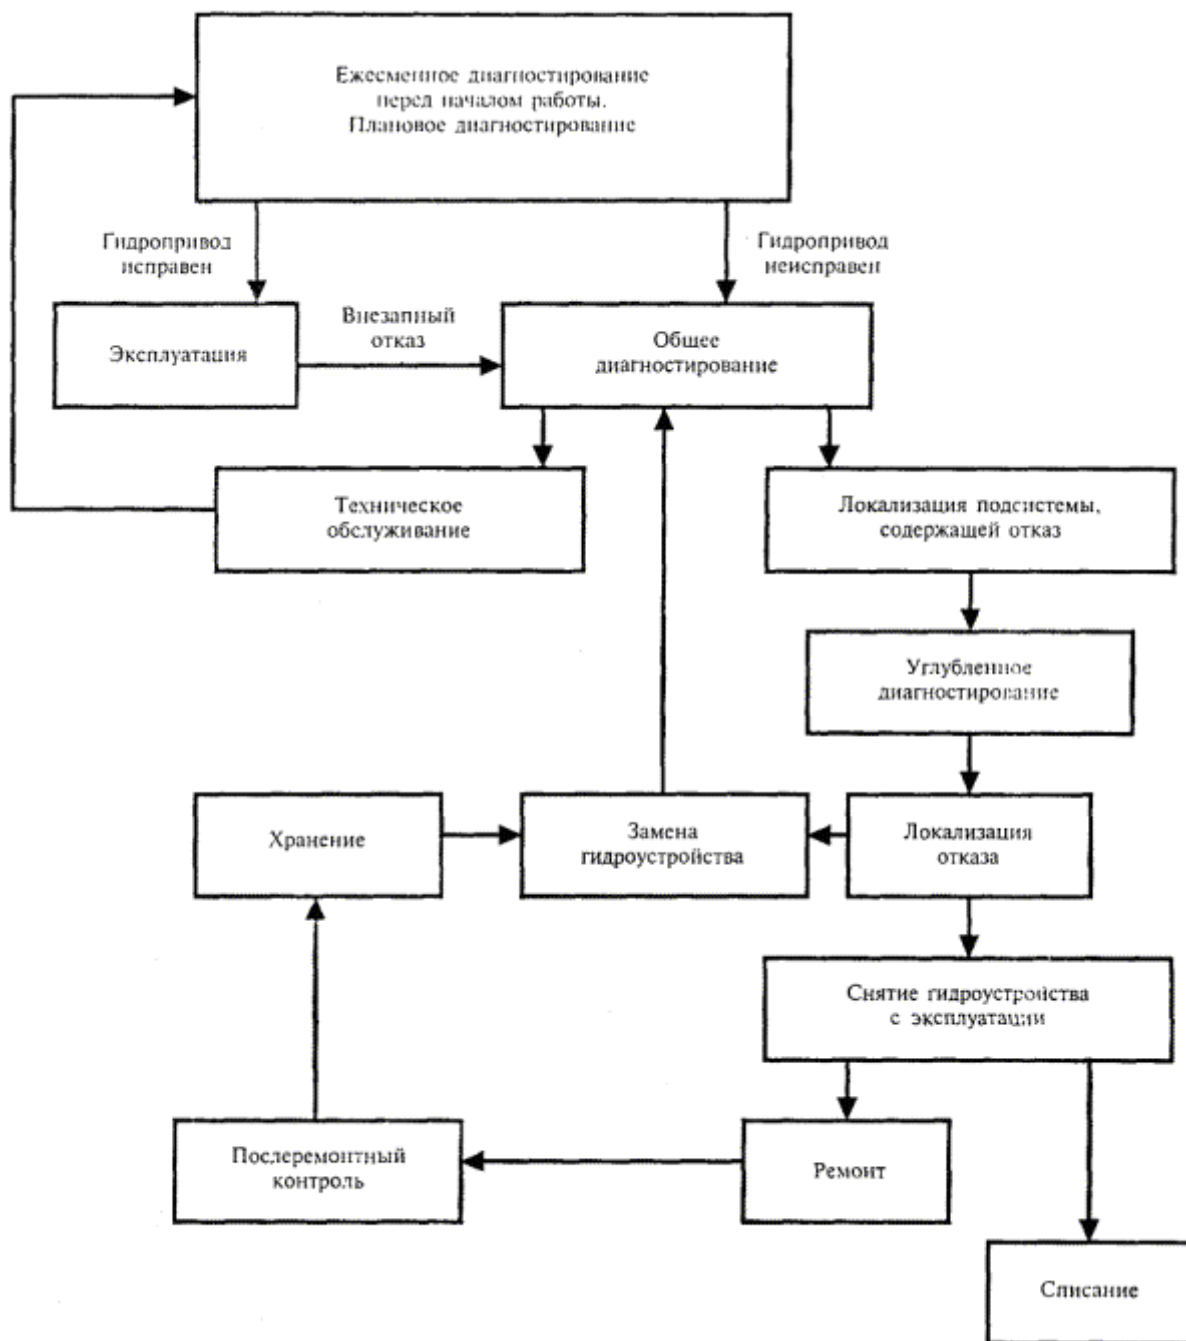 Ежесменное диагностирование
перед началом работы.
Плановое диагностирование
Гидропривод
исправен
Гидропривод
неисправен
Эксплуатация
Внезапный
отказ
Общее
диагностирование
Техническое
обслуживание
Локализация подсистемы,
содержащей отказ
Углубленное
диагностирование
Хранение
Замена
гидроустройства
Локализация
отказа
Снятие гидроустройства
с эксплуатации
Послеремонтный
контроль
Ремонт
Списание